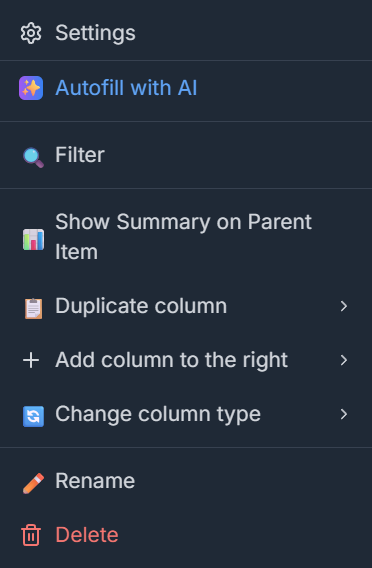 Settings
Autofill with AI
Filter
Show Summary on Parent
Item
Duplicate column
Add column to the right
Change column type
Rename
Delete